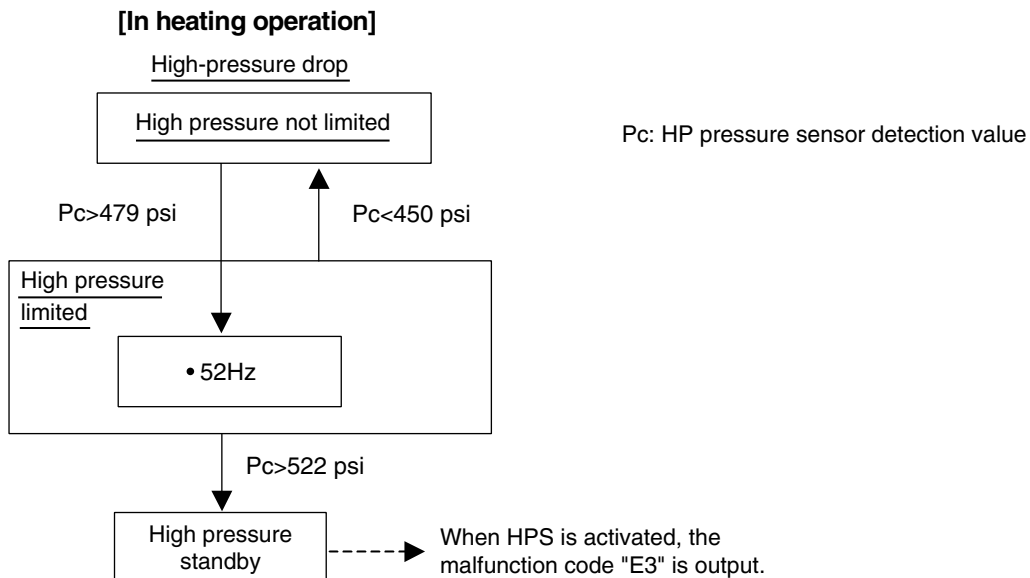 [In heating operation]
High-pressure drop
High pressure not limited
Pc: HP pressure sensor detection value
Pc>479 psi
Pc<450 psi
High pressure
limited
• 52Hz
Pc>522 psi
High pressure
standby
When HPS is activated, the
malfunction code "E3" is output.